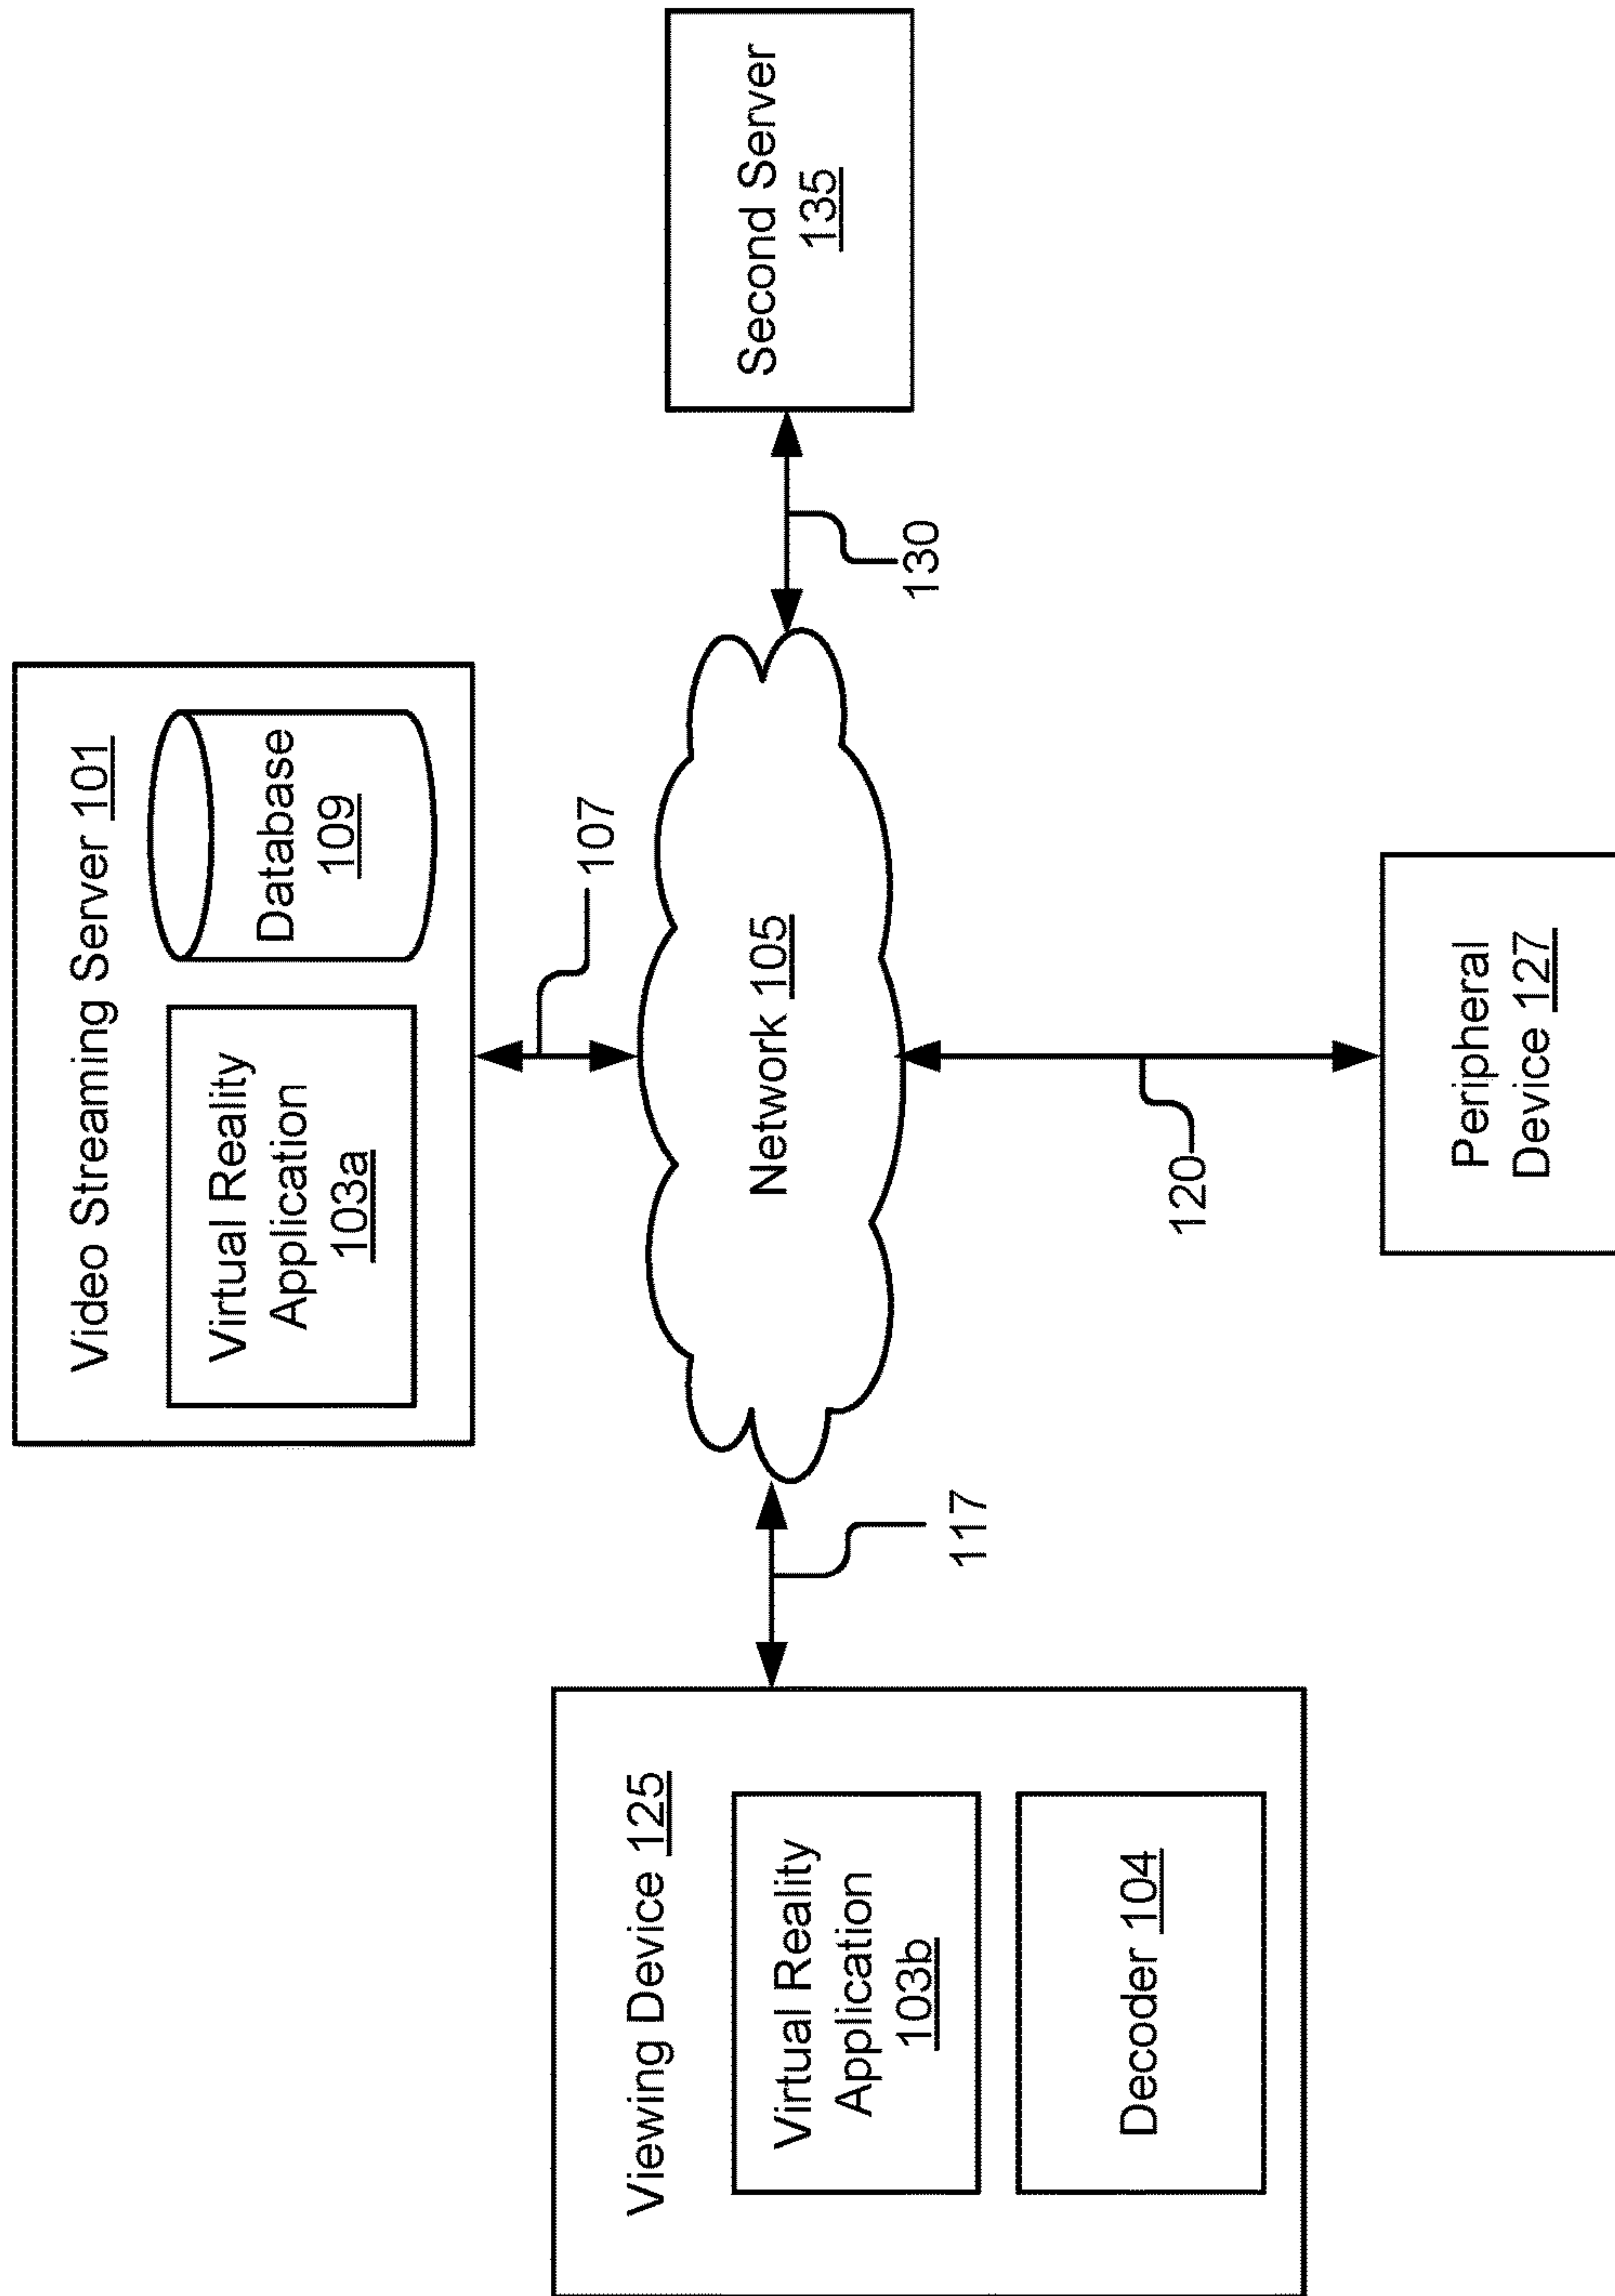 Video Streaming Server 101
Virtual Reality
Application
103a
Database
109
107
Viewing Device 125
Virtual Reality
Application
103b
Decoder 104
117
Network 105
130
Second Server
135
120
Peripheral
Device 127